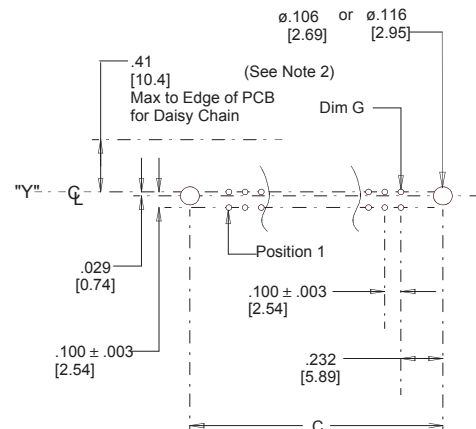 ø.106 or ø.116
[2.69] [2.95]
.41
[10.4]
Max to Edge of PCB
for Daisy Chain
(See Note 2)
Dim G
"Y" ℄
Position 1
.029
[0.74]
.100 ± .003
[2.54]
.100 ± .003
[2.54]
.232
[5.89]
C